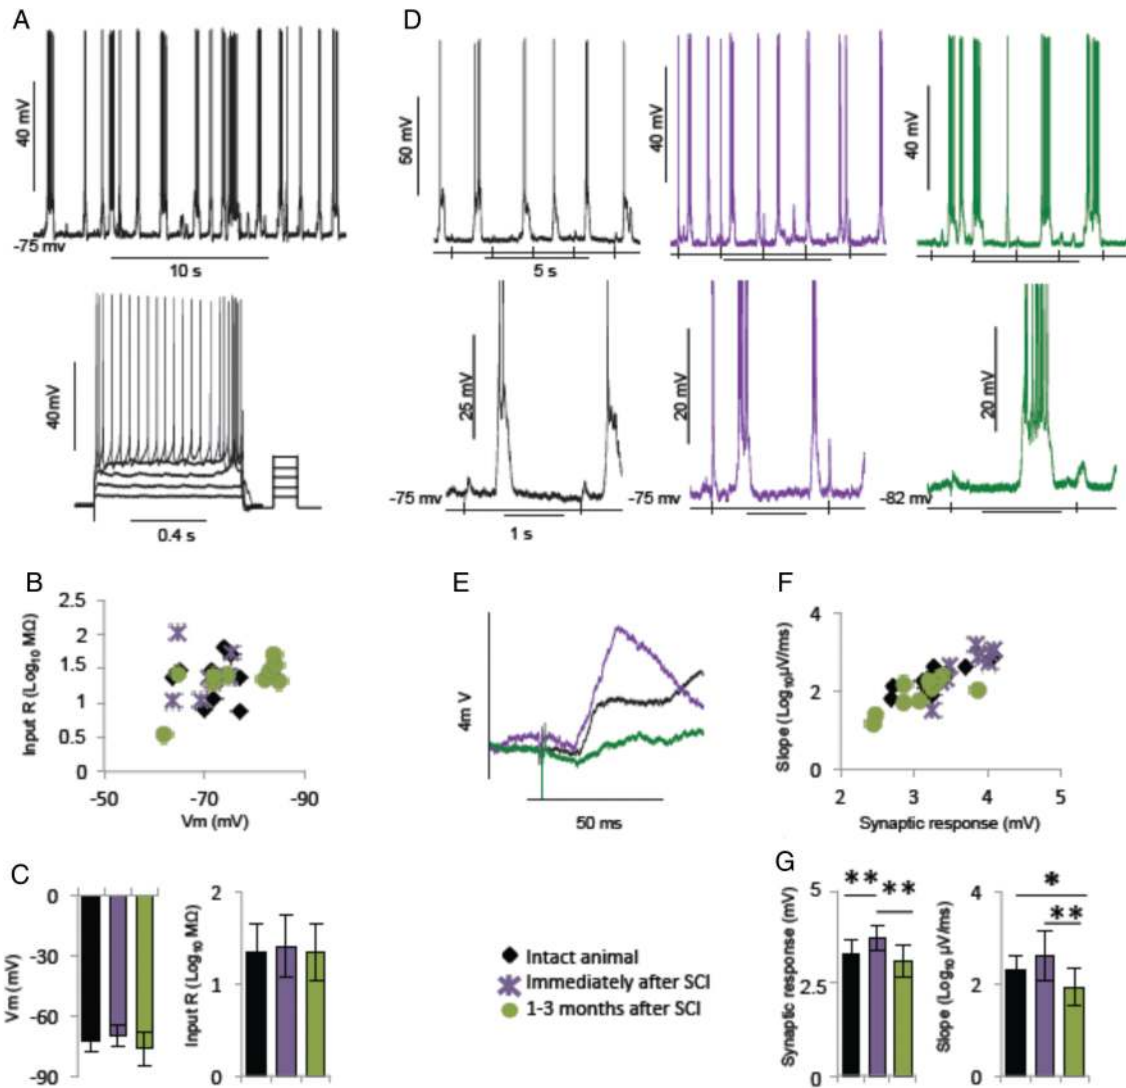 A
40 mV
-75 mv
10 s
40mV
0.4 s
D
50 mV
5 s
40 mV
40 mV
25 mV
-75 mv
1 s
20 mV
-75 mv
20 mV
-82 mv
B
Input R (Log10 MΩ)
2.5
2
1.5
1
0.5
0
-50
-70
-90
Vm (mV)
E
4m V
50 ms
F
Slope (Log10 µV/ms)
4
2
0
2
3
4
5
Synaptic response (mV)
C
Vm (mV)
0
-30
-60
-90
Input R (Log10 MΩ)
2
1
0
Intact animal
Immediately after SCI
1-3 months after SCI
G
Synaptic response (mV)
5
2.5
0
**
**
Slope (Log10 µV/ms)
4
2
0
*
**